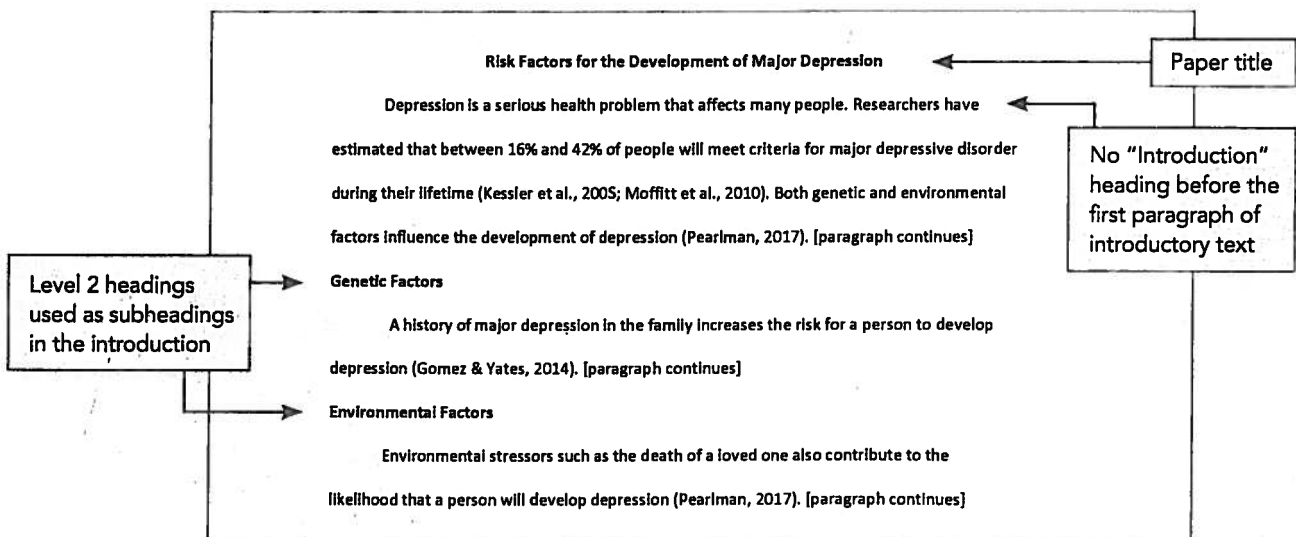 Risk Factors for the Development of Major Depression
Paper title
Depression is a serious health problem that affects many people. Researchers have
estimated that between 16% and 42% of people will meet criteria for major depressive disorder
during their lifetime (Kessler et al., 200S; Moffitt et al., 2010). Both genetic and environmental
factors influence the development of depression (Pearlman, 2017). [paragraph continues]
No "Introduction"
heading before the
first paragraph of
introductory text
Level 2 headings
used as subheadings
in the introduction
Genetic Factors
A history of major depression in the family increases the risk for a person to develop
depression (Gomez & Yates, 2014). [paragraph continues]
Environmental Factors
Environmental stressors such as the death of a loved one also contribute to the
likelihood that a person will develop depression (Pearlman, 2017). [paragraph continues]